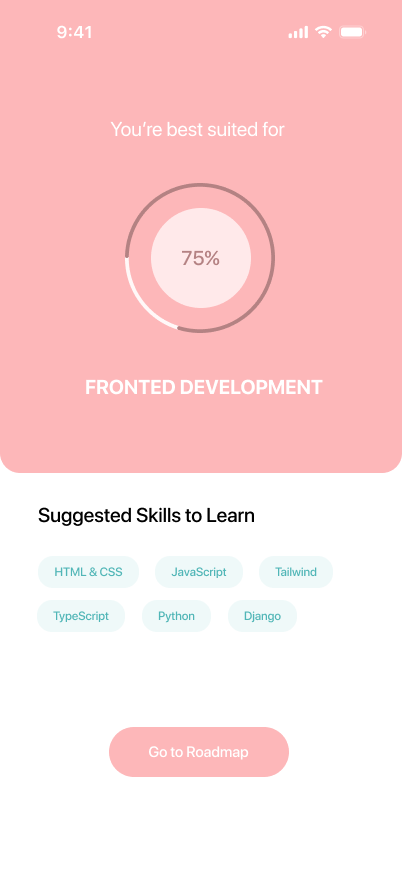 9:41
You’re best suited for
75%
FRONTED DEVELOPMENT
Suggested Skills to Learn
HTML & CSS JavaScript Tailwind
TypeScript Python Django
Go to Roadmap